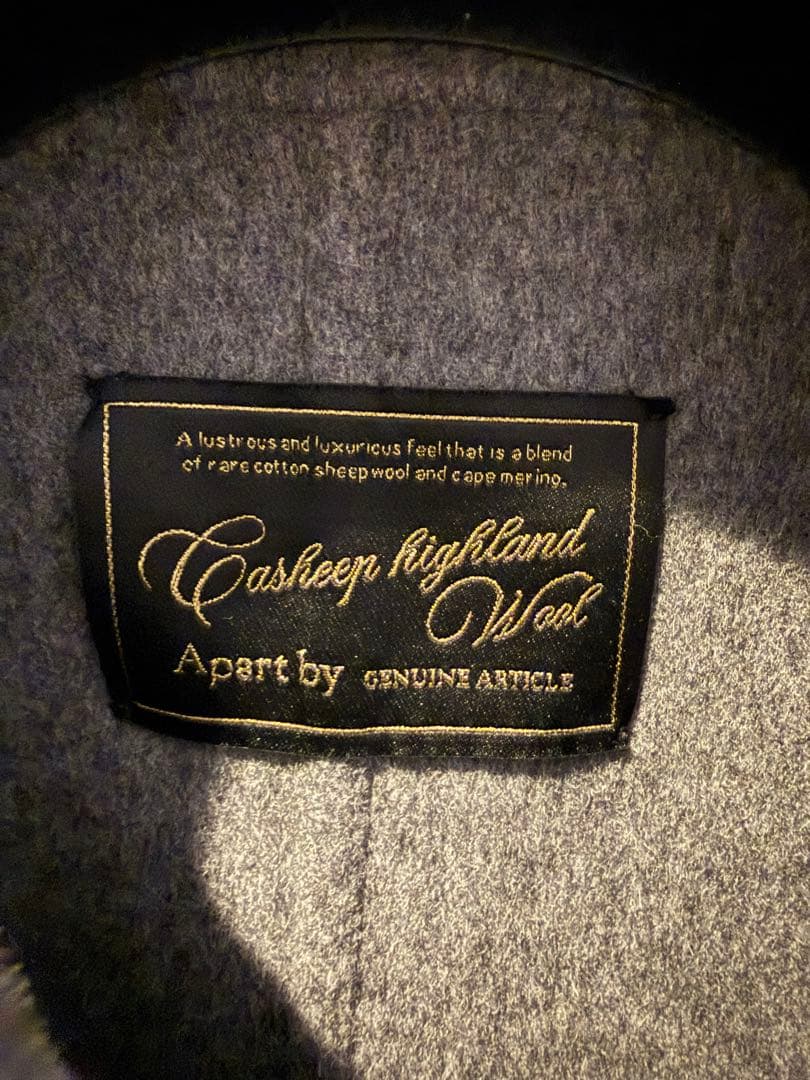 A lustrous and luxuricus feel that is a blend
of rare cotton sheep wool and cape merino.
Casheep highland
Wool
Apart by GENUINE ARTICLE